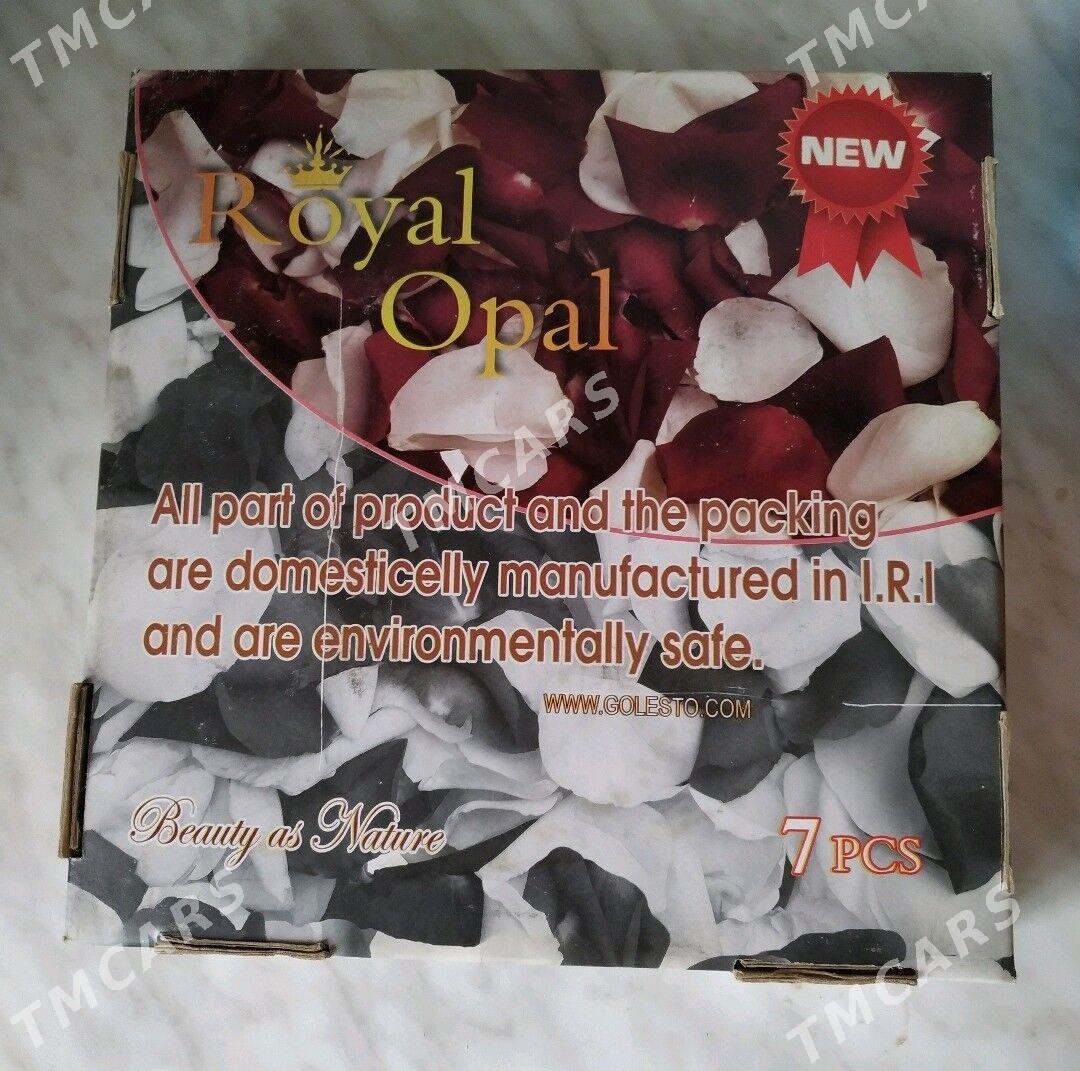 TMCARS
TMCARS
NEW
Royal
Opal
TMCARS
All part of product and the packing
are domesticelly manufactured in I.R.I
and are environmentally safe.
WWW.GOLESTO.COM
Beauty as Nature
7 PCS
TMCARS
TMCARS